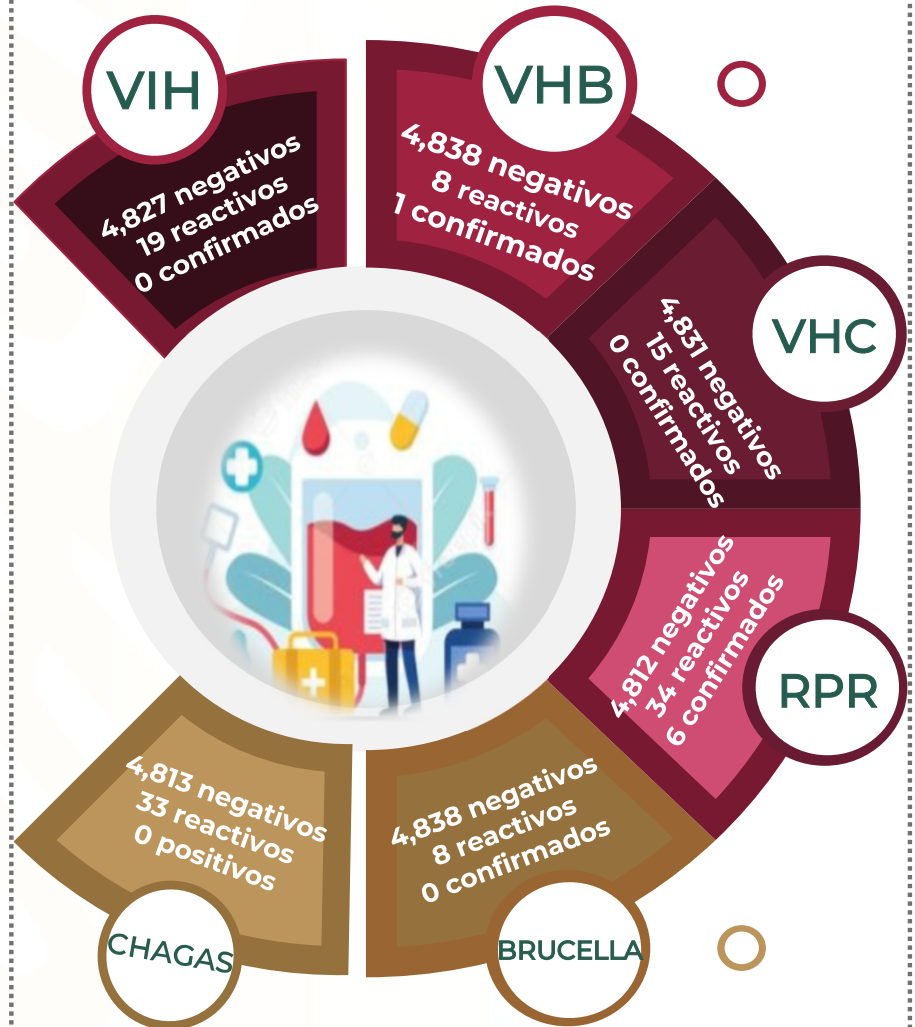 VIH
4,827 negativos
19 reactivos
0 confirmados
VHB
4,838 negativos
8 reactivos
1 confirmados
VHC
4,831 negativos
15 reactivos
0 confirmados
RPR
4,812 negativos
34 reactivos
6 confirmados
BRUCELLA
4,838 negativos
8 reactivos
0 confirmados
CHAGAS
4,813 negativos
33 reactivos
0 positivos